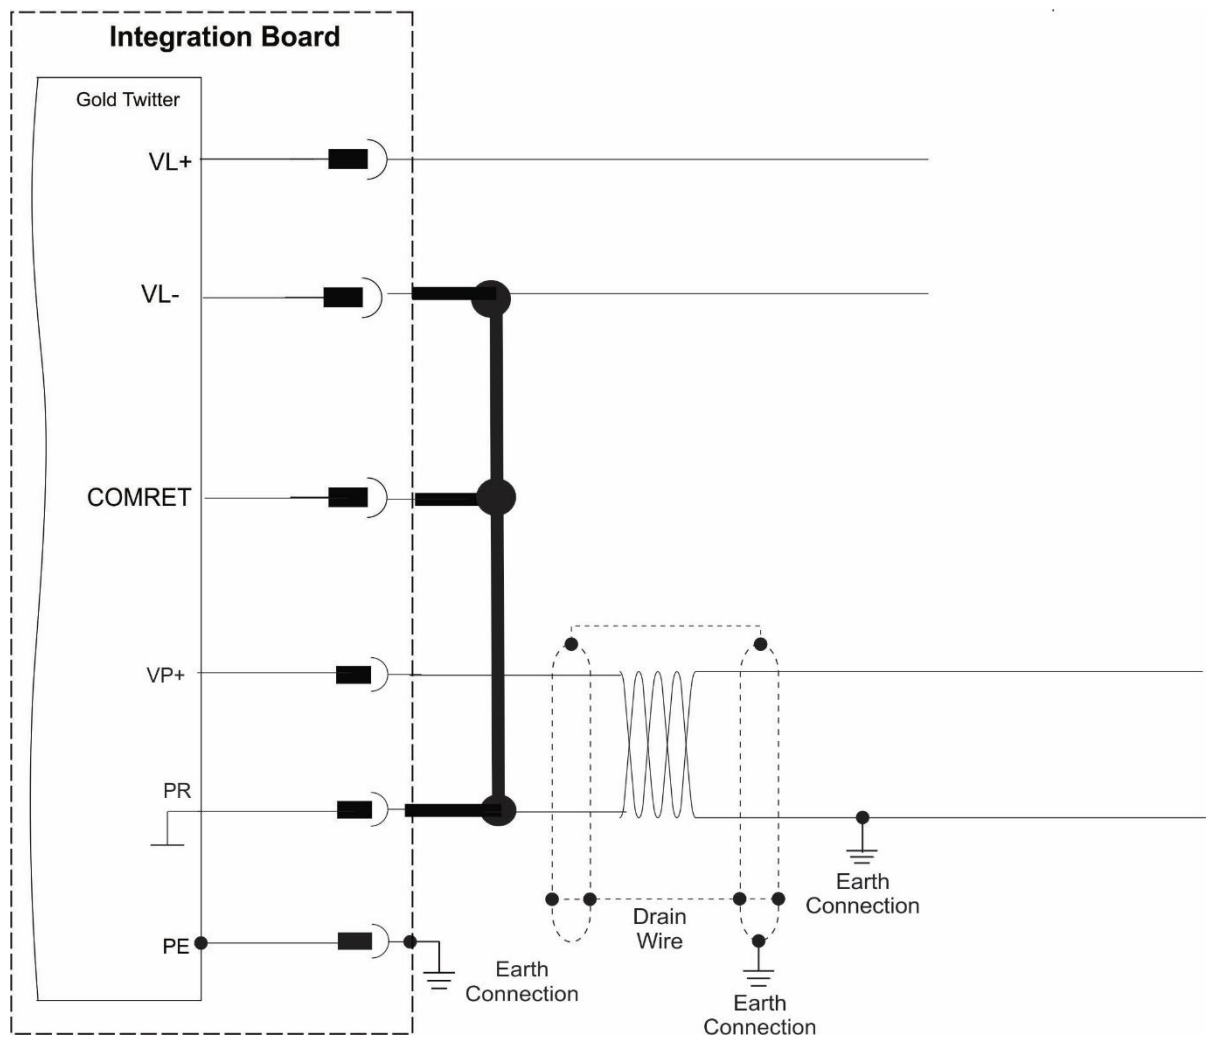 Integration Board
Gold Twitter
VL+
VL-
COMRET
VP+
PR
PE
Earth
Connection
Drain
Wire
Earth
Connection
Earth
Connection